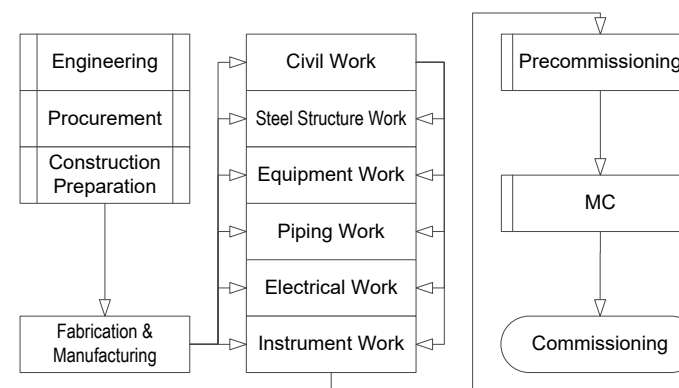 Engineering
Procurement
Construction
Preparation
Fabrication &
Manufacturing
Civil Work
Steel Structure Work
Equipment Work
Piping Work
Electrical Work
Instrument Work
Precommissioning
MC
Commissioning